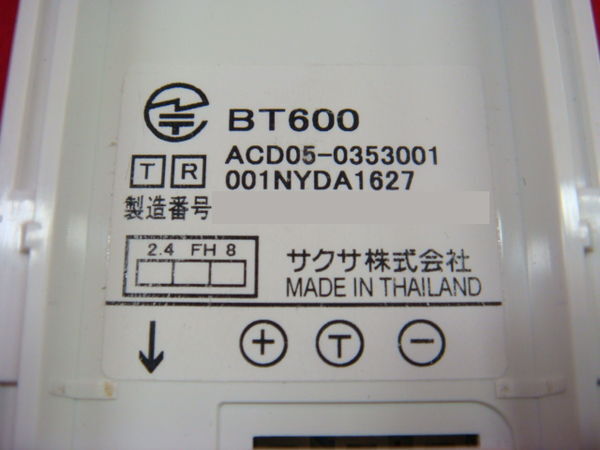 BT600
T R ACD05-0353001
001NYDA1627
製造番号
2.4 FH 8
サクサ株式会社
MADE IN THAILAND
↓ + T -